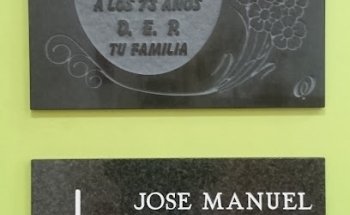 A LOS 75 AÑOS
D. E. P.
TU FAMILIA
JOSE MANUEL